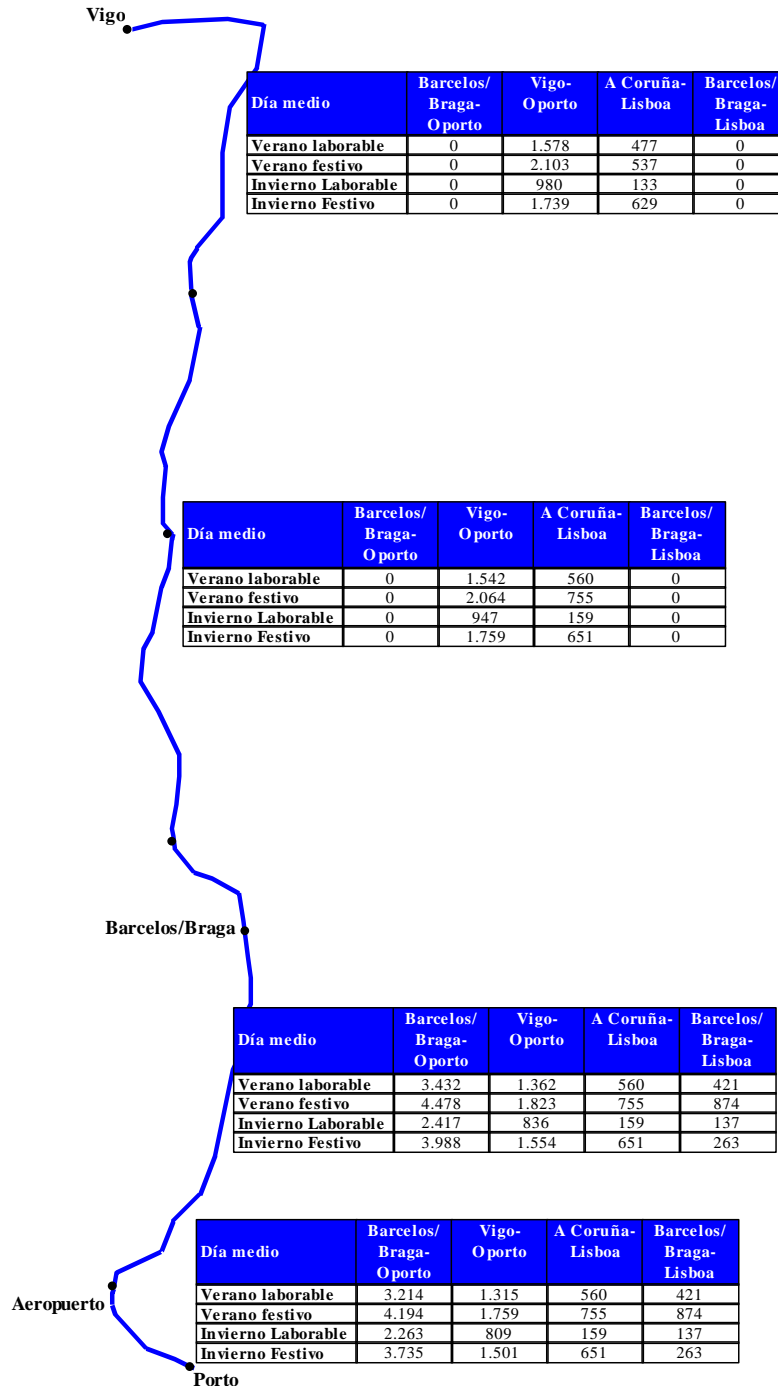 Vigo
Día medio Barcelos/ Braga- Oporto Vigo- Oporto A Coruña- Lisboa Barcelos/ Braga- Lisboa
Verano laborable 0 1.578 477 0
Verano festivo 0 2.103 537 0
Invierno Laborable 0 980 133 0
Invierno Festivo 0 1.739 629 0
Día medio Barcelos/ Braga- Oporto Vigo- Oporto A Coruña- Lisboa Barcelos/ Braga- Lisboa
Verano laborable 0 1.542 560 0
Verano festivo 0 2.064 755 0
Invierno Laborable 0 947 159 0
Invierno Festivo 0 1.759 651 0
Barcelos/Braga
Día medio Barcelos/ Braga- Oporto Vigo- Oporto A Coruña- Lisboa Barcelos/ Braga- Lisboa
Verano laborable 3.432 1.362 560 421
Verano festivo 4.478 1.823 755 874
Invierno Laborable 2.417 836 159 137
Invierno Festivo 3.988 1.554 651 263
Día medio Barcelos/ Braga- Oporto Vigo- Oporto A Coruña- Lisboa Barcelos/ Braga- Lisboa
Verano laborable 3.214 1.315 560 421
Verano festivo 4.194 1.759 755 874
Invierno Laborable 2.263 809 159 137
Invierno Festivo 3.735 1.501 651 263
Aeropuerto
Porto